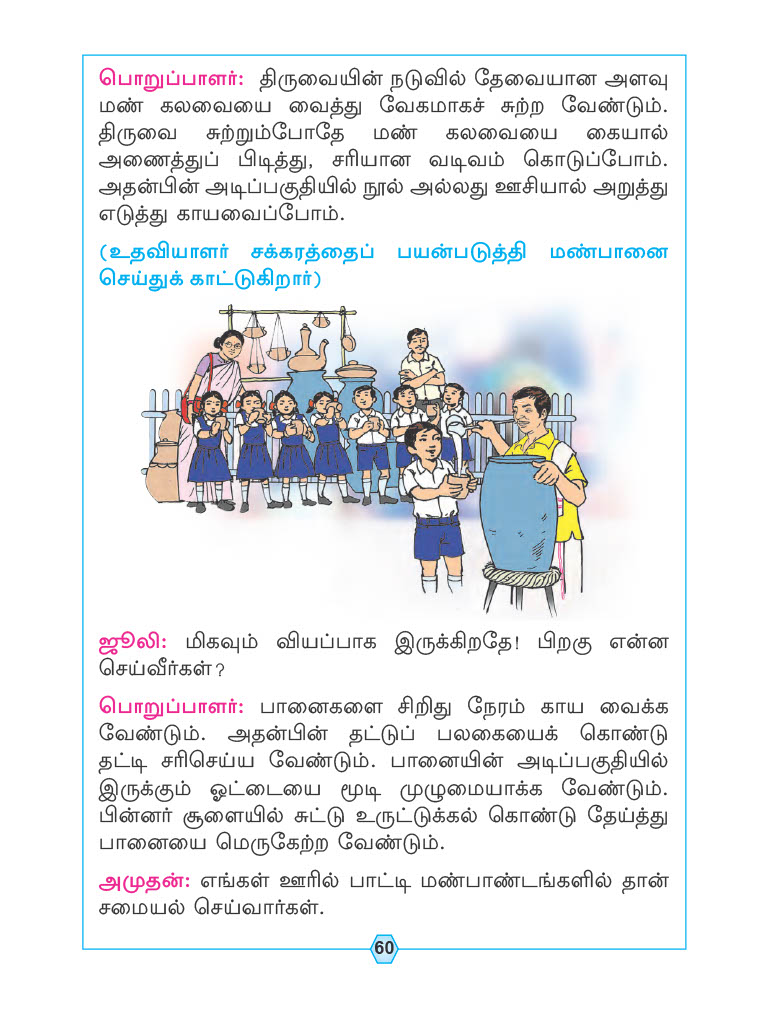 பொறுப்பாளர்: திருவையின் நடுவில் தேவையான அளவு
மண் கலவையை வைத்து வேகமாகச் சுற்ற வேண்டும்.
திருவை சுற்றும்போதே மண் கலவையை கையால்
அணைத்துப் பிடித்து, சரியான வடிவம் கொடுப்போம்.
அதன்பின் அடிப்பகுதியில் நூல் அல்லது ஊசியால் அறுத்து
எடுத்து காயவைப்போம்.
(உதவியாளர் சக்கரத்தைப் பயன்படுத்தி மண்பானை
செய்துக் காட்டுகிறார்)
ஜூலி: மிகவும் வியப்பாக இருக்கிறதே! பிறகு என்ன
செய்வீர்கள்?
பொறுப்பாளர்: பானைகளை சிறிது நேரம் காய வைக்க
வேண்டும். அதன்பின் தட்டுப் பலகையைக் கொண்டு
தட்டி சரிசெய்ய வேண்டும். பானையின் அடிப்பகுதியில்
இருக்கும் ஓட்டையை மூடி முழுமையாக்க வேண்டும்.
பின்னர் சூளையில் சுட்டு உருட்டுக்கல் கொண்டு தேய்த்து
பானையை மெருகேற்ற வேண்டும்.
அமுதன்: எங்கள் ஊரில் பாட்டி மண்பாண்டங்களில் தான்
சமையல் செய்வார்கள்.
60